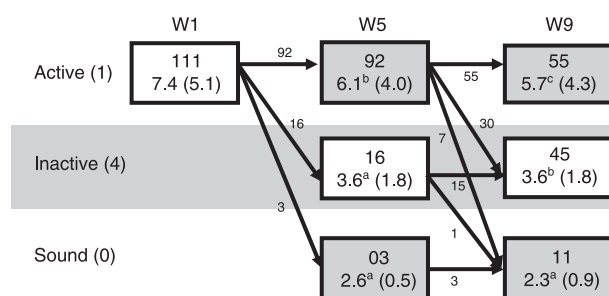 W1 W5 W9
Active (1)
111
7.4 (5.1)
92
92
6.1ᵇ (4.0)
55
55
5.7ᶜ (4.3)
16
3
7
30
Inactive (4)
16
3.6ᵃ (1.8)
15
45
3.6ᵇ (1.8)
1
Sound (0)
03
2.6ᵃ (0.5)
3
11
2.3ᵃ (0.9)